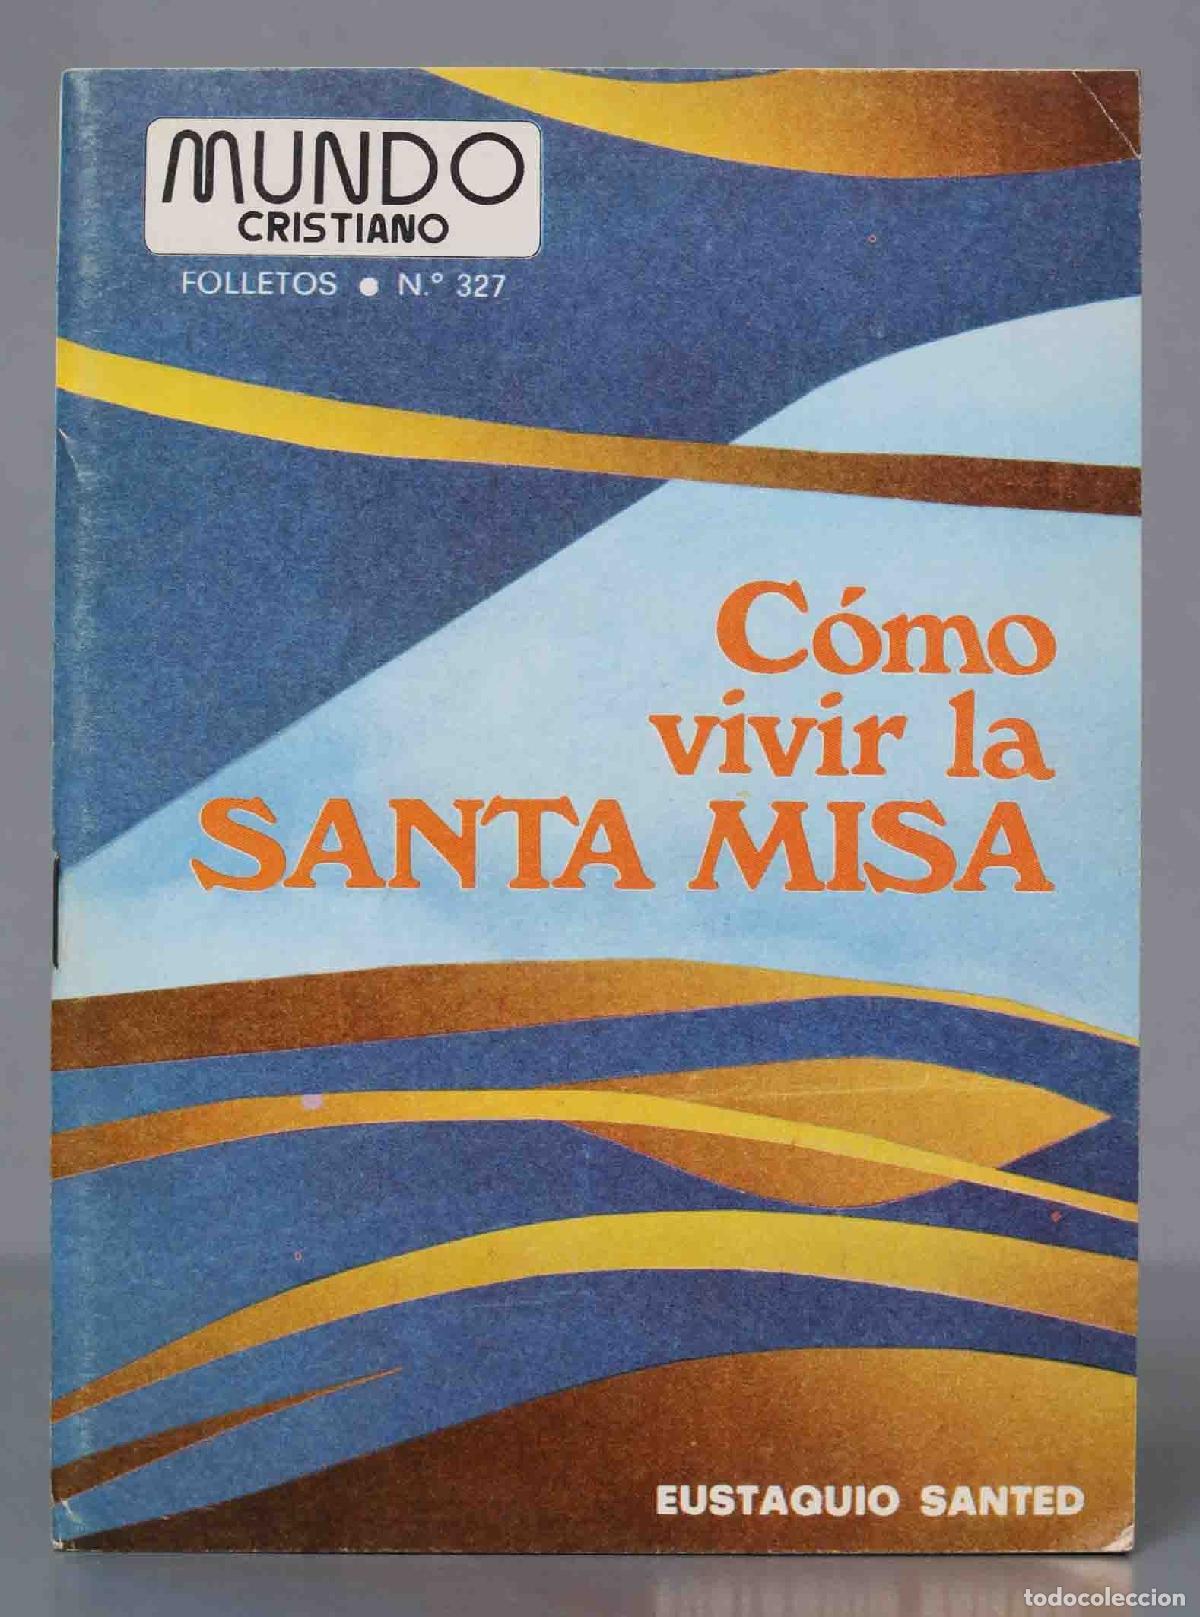 MUNDO
CRISTIANO
FOLLETOS ● N.º 327
Cómo
vivir la
SANTA MISA
EUSTAQUIO SANTED
todocoleccion